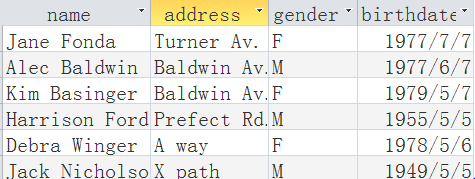 name address gender birthdate
Jane Fonda Turner Av. F 1977/7/7
Alec Baldwin Baldwin Av. M 1977/6/7
Kim Basinger Baldwin Av. F 1979/5/7
Harrison Ford Prefect Rd. M 1955/5/5
Debra Winger A way F 1978/5/6
Jack Nicholso X path M 1949/5/5